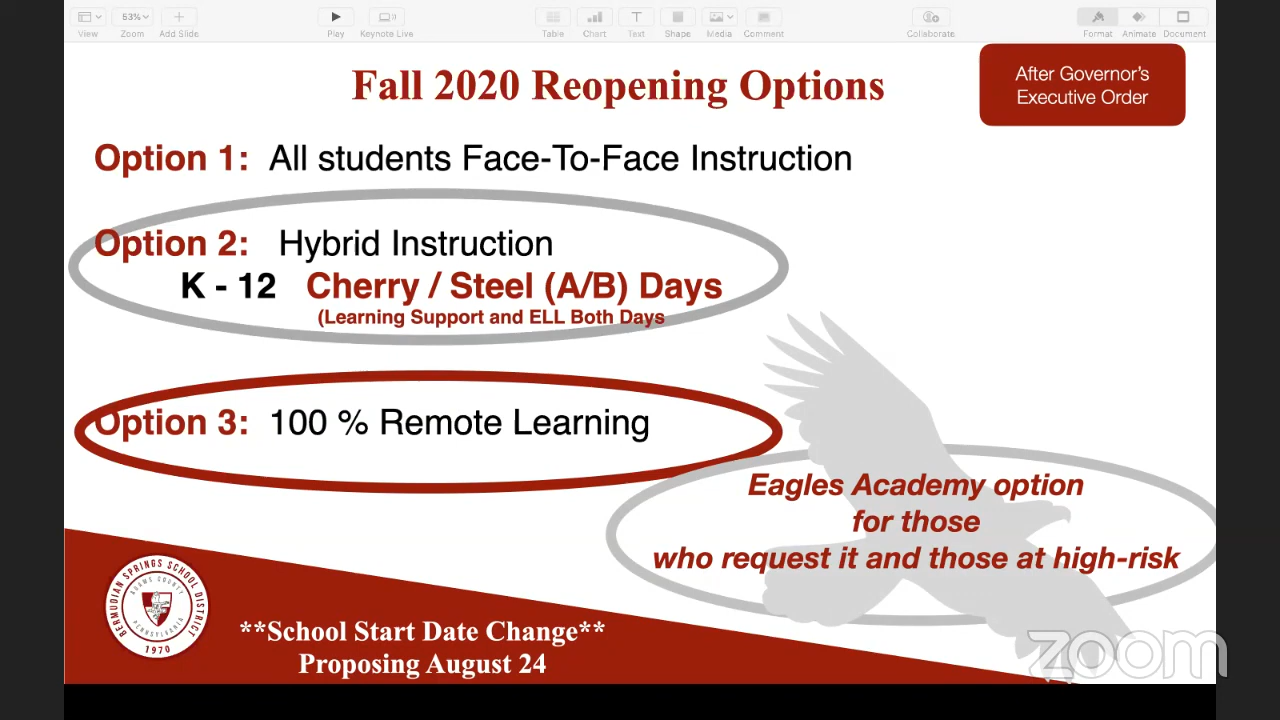 View
53%
Zoom
Add Slide
Play
Keynote Live
Table
Chart
Text
Shape
Media
Comment
Collaborate
Format
Animate
Document
Fall 2020 Reopening Options
After Governor's
Executive Order
Option 1: All students Face-To-Face Instruction
Option 2: Hybrid Instruction
K - 12 Cherry / Steel (A/B) Days
(Learning Support and ELL Both Days
Option 3: 100 % Remote Learning
Eagles Academy option
for those
who request it and those at high-risk
BERMUDIAN SPRINGS SCHOOL DISTRICT
ADAMS COUNTY
PENNSYLVANIA
1970
**School Start Date Change**
Proposing August 24
zoom